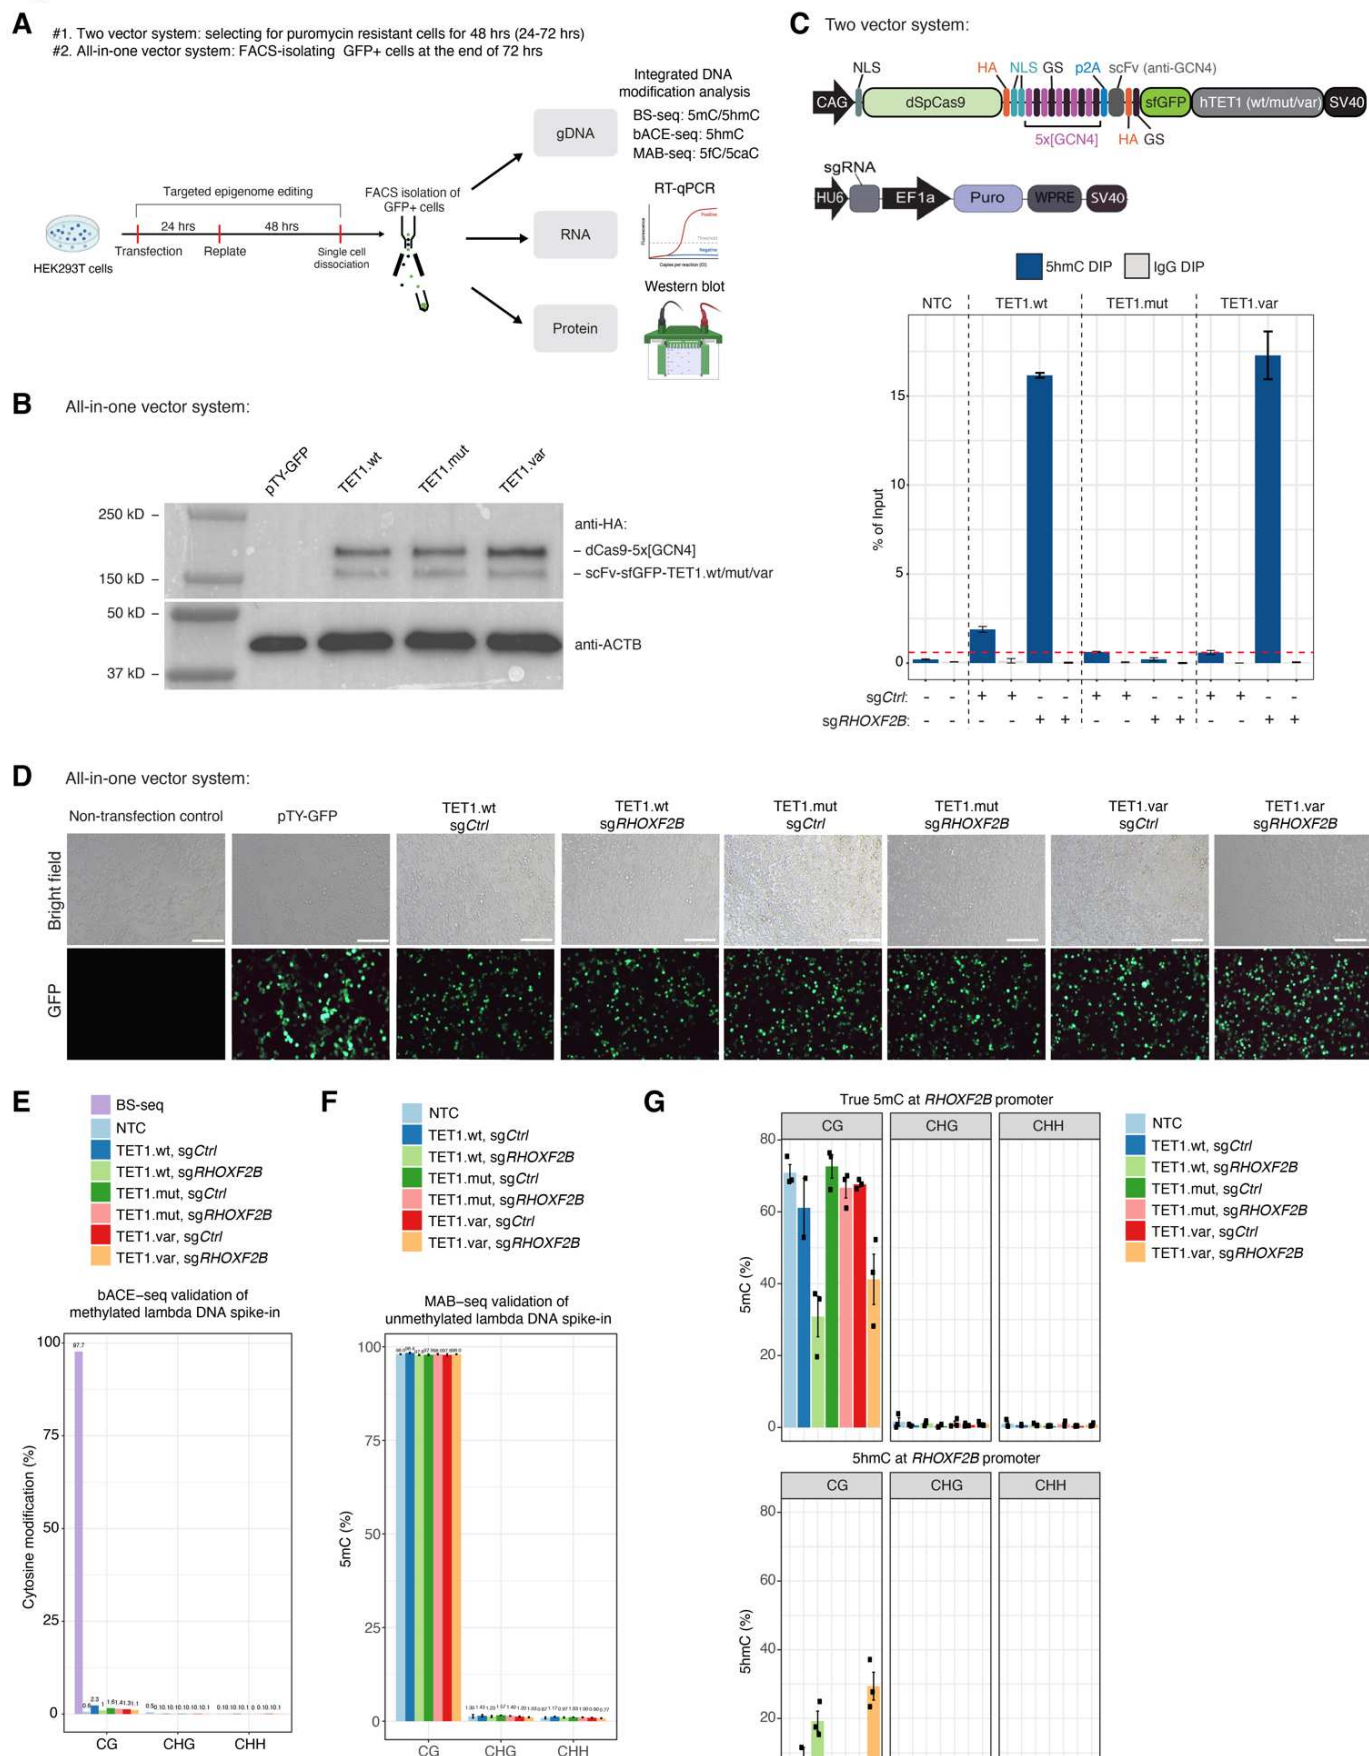 A
#1. Two vector system: selecting for puromycin resistant cells for 48 hrs (24-72 hrs)
#2. All-in-one vector system: FACS-isolating GFP+ cells at the end of 72 hrs
Integrated DNA
modification analysis
BS-seq: 5mC/5hmC
bACE-seq: 5hmC
MAB-seq: 5fC/5caC
gDNA
Targeted epigenome editing
24 hrs
48 hrs
FACS isolation of
GFP+ cells
HEK293T cells
Transfection
Replate
Single cell
dissociation
RNA
RT-qPCR
Fluorescence
Positive
Threshold
Negative
Protein
Western blot
B
All-in-one vector system:
pTY-GFP
TET1.wt
TET1.mut
TET1.var
250 kD
150 kD
50 kD
37 kD
anti-HA:
– dCas9-5x[GCN4]
– scFv-sfGFP-TET1.wt/mut/var
anti-ACTB
C
Two vector system:
NLS
HA
NLS
GS
p2A
scFv (anti-GCN4)
CAG
dSpCas9
sfGFP
hTET1 (wt/mut/var)
SV40
5x[GCN4]
HA
GS
sgRNA
HU6
EF1a
Puro
WPRE
SV40
5hmC DIP
IgG DIP
NTC
TET1.wt
TET1.mut
TET1.var
% of Input
15
10
5
0
sgCtrl: - - + + - - + + - - + + - -
sgRHOXF2B: - - - - + + - - + + - - + +
D
All-in-one vector system:
Non-transfection control
pTY-GFP
TET1.wt
sgCtrl
TET1.wt
sgRHOXF2B
TET1.mut
sgCtrl
TET1.mut
sgRHOXF2B
TET1.var
sgCtrl
TET1.var
sgRHOXF2B
Bright field
GFP
E
BS-seq
NTC
TET1.wt, sgCtrl
TET1.wt, sgRHOXF2B
TET1.mut, sgCtrl
TET1.mut, sgRHOXF2B
TET1.var, sgCtrl
TET1.var, sgRHOXF2B
bACE–seq validation of
methylated lambda DNA spike-in
Cytosine modification (%)
100
75
50
25
0
97.7
2.3
CG
CHG
CHH
F
NTC
TET1.wt, sgCtrl
TET1.wt, sgRHOXF2B
TET1.mut, sgCtrl
TET1.mut, sgRHOXF2B
TET1.var, sgCtrl
TET1.var, sgRHOXF2B
MAB–seq validation of
unmethylated lambda DNA spike-in
5mC (%)
100
75
50
25
0
CG
CHG
CHH
G
True 5mC at RHOXF2B promoter
CG
CHG
CHH
5mC (%)
80
60
40
20
0
NTC
TET1.wt, sgCtrl
TET1.wt, sgRHOXF2B
TET1.mut, sgCtrl
TET1.mut, sgRHOXF2B
TET1.var, sgCtrl
TET1.var, sgRHOXF2B
5hmC at RHOXF2B promoter
CG
CHG
CHH
5hmC (%)
80
60
40
20